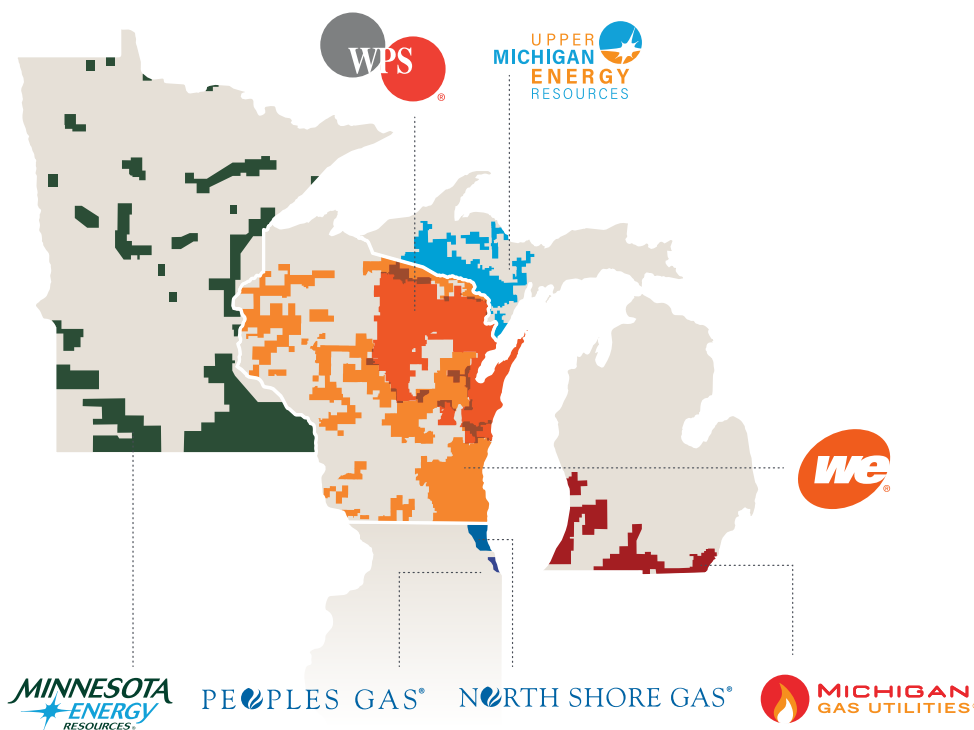 WPS®
UPPER
MICHIGAN
ENERGY
RESOURCES
we®
MINNESOTA
ENERGY
RESOURCES®
PEOPLES GAS®
NORTH SHORE GAS®
MICHIGAN
GAS UTILITIES